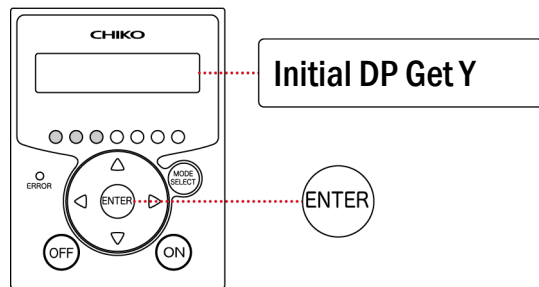 CHIKO
Initial DP Get Y
MODE
SELECT
ERROR
ENTER
ENTER
OFF
ON